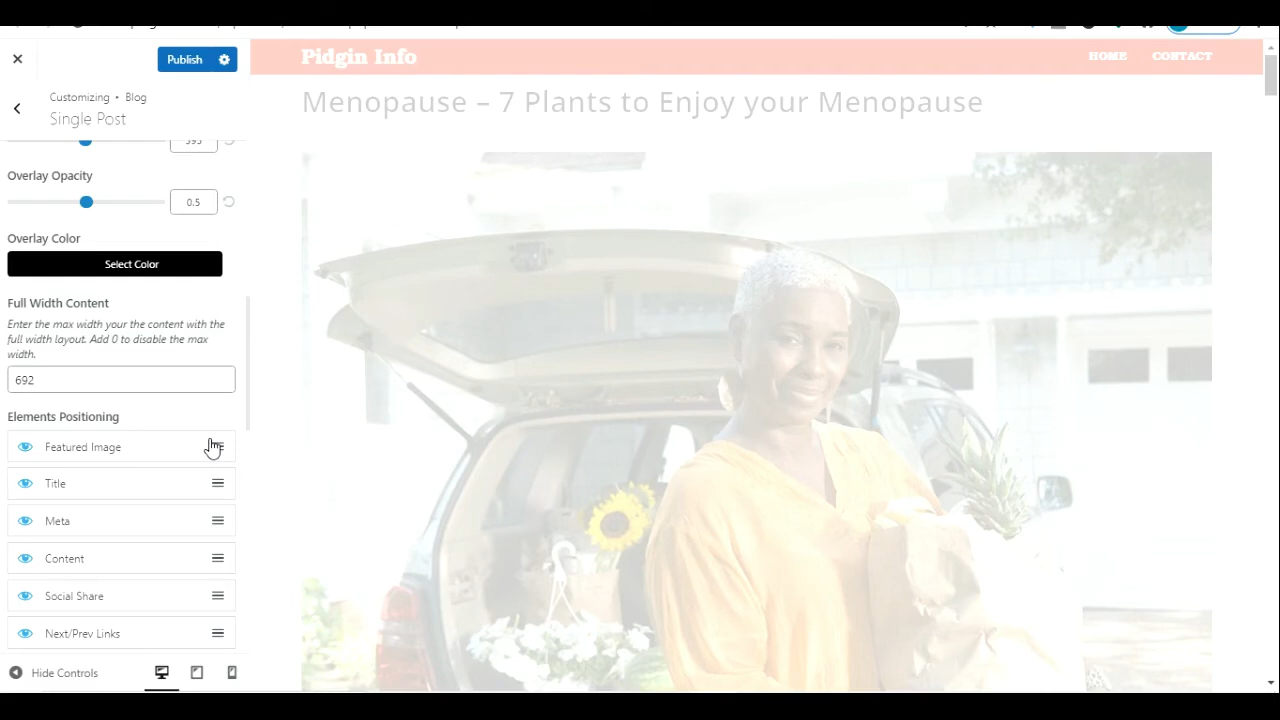 Publish
Customizing • Blog
Single Post
Overlay Opacity
0.5
Overlay Color
Select Color
Full Width Content
Enter the max width your the content with the
full width layout. Add 0 to disable the max
width.
692
Elements Positioning
Featured Image
Title
Meta
Content
Social Share
Next/Prev Links
Hide Controls
Pidgin Info
HOME CONTACT
Menopause – 7 Plants to Enjoy your Menopause